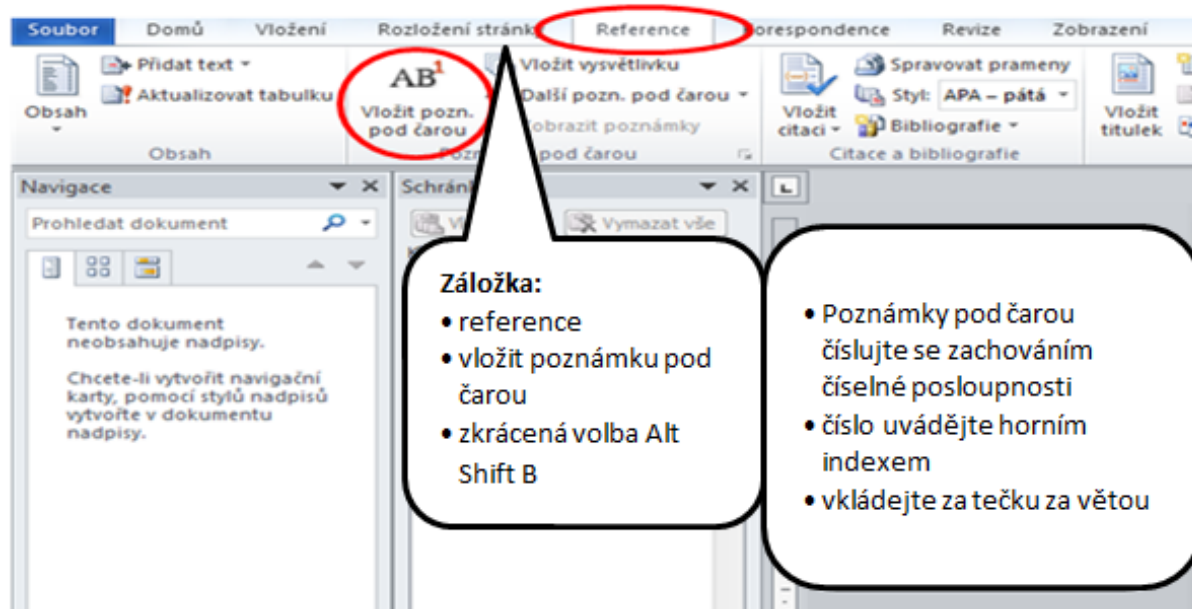 Soubor Domů Vložení Rozložení stránky Reference orespondence Revize Zobrazení
Přidat text
Aktualizovat tabulku
Obsah
Obsah
AB1
Vložit pozn.
pod čarou
Vložit vysvětlivku
Další pozn. pod čarou
obrazit poznámky
pod čarou
Vložit
citaci
Spravovat prameny
Styl: APA – pátá
Bibliografie
Citace a bibliografie
Vložit
titulek
Navigace
Prohledat dokument
Tento dokument
neobsahuje nadpisy.
Chcete-li vytvořit navigační
karty, pomocí stylů nadpisů
vytvořte v dokumentu
nadpisy.
Schrán
Vymazat vše
Záložka:
• reference
• vložit poznámku pod
čarou
• zkrácená volba Alt
Shift B
• Poznámky pod čarou
číslujte se zachováním
číselné posloupnosti
• číslo uvádějte horním
indexem
• vkládejte za tečku za větou